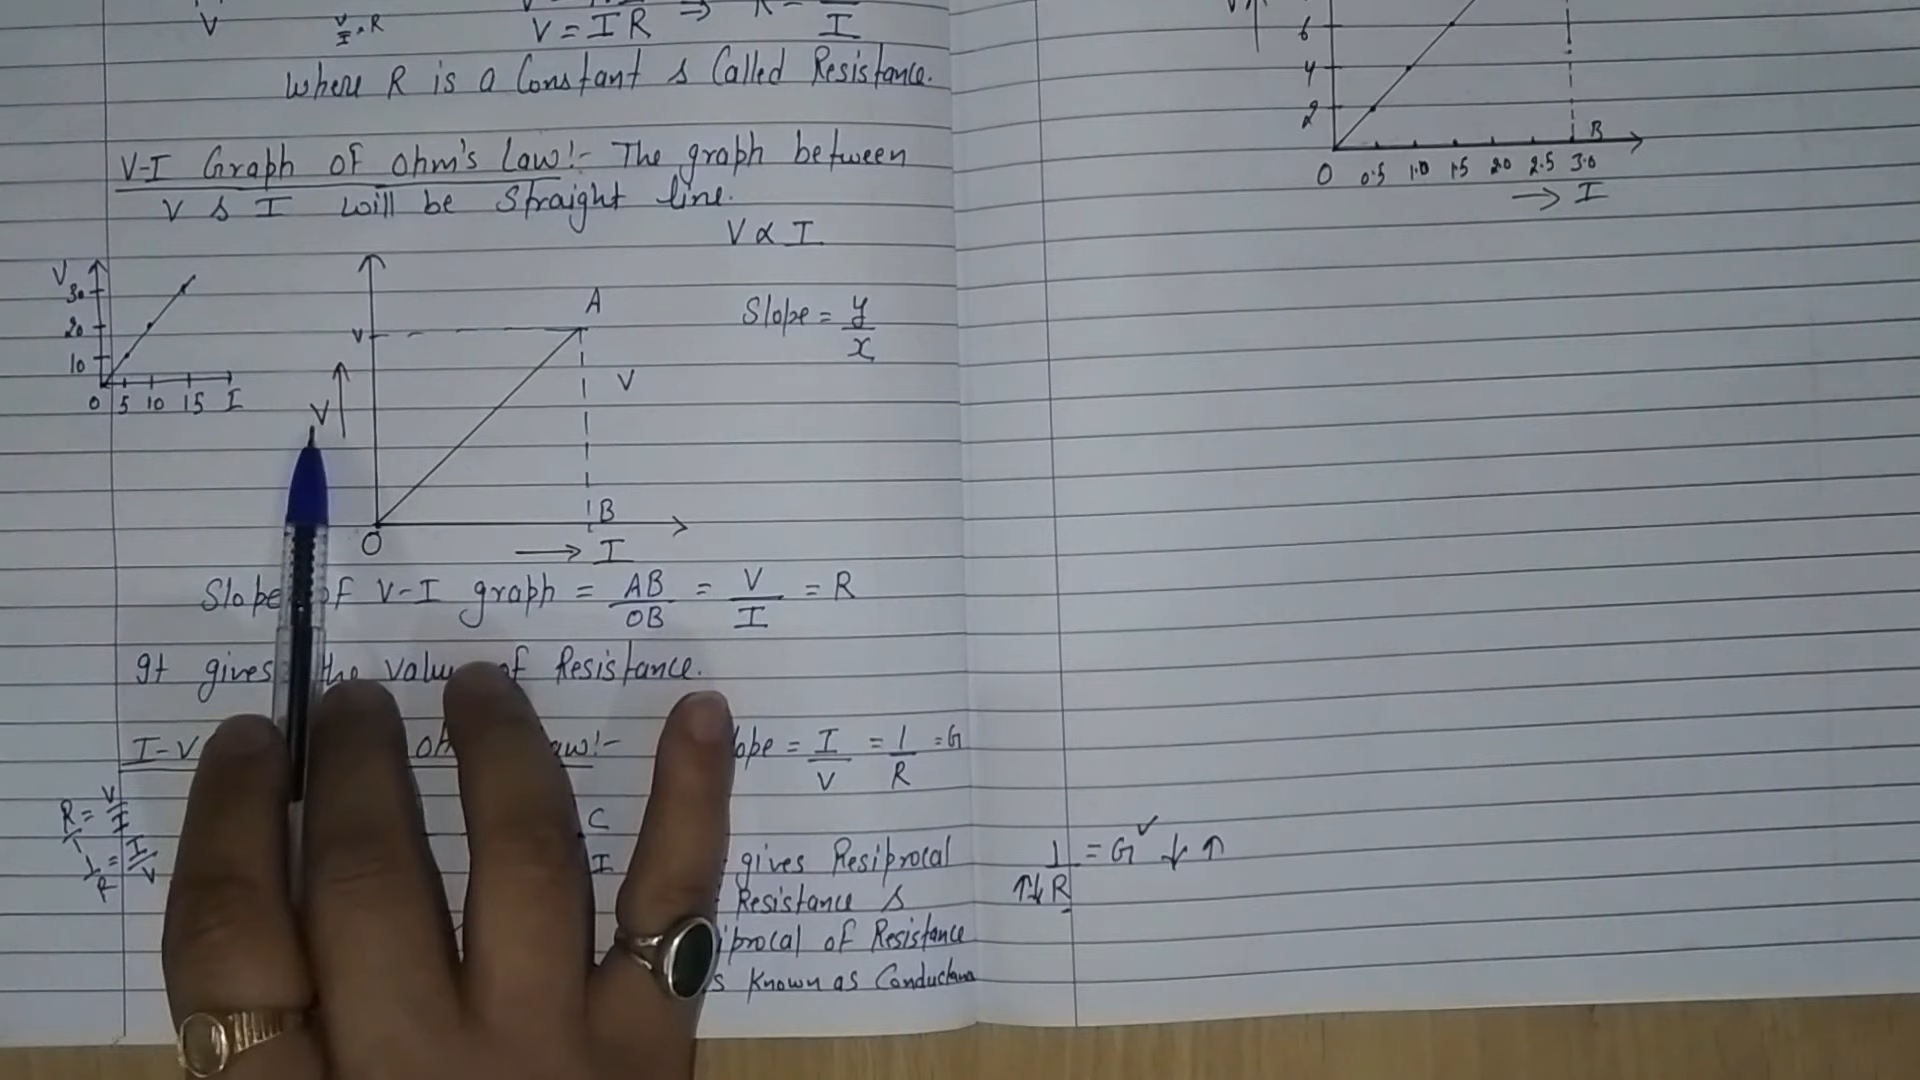 V
V/I = R
V = IR ⇒
I
Where R is a Constant & Called Resistance.
V-I Graph of Ohm's Law:- The graph between
V & I will be Straight line.
V ∝ I
V
30
20
10
0 5 10 15 I
V
A
V
V
B
O
→ I
Slope = y/x
Slope of V-I graph = AB/OB = V/I = R
It gives the value of Resistance.
I-V
Law:-
R = V/I
1/R = I/V
C
I
lope = I/V = 1/R = G
gives Resiprocal
Resistance &
iprocal of Resistance
s Known as Conductance
6
4
2
B
0 0.5 1.0 1.5 2.0 2.5 3.0
→ I
1/R = G ↓ ↑
↑↓